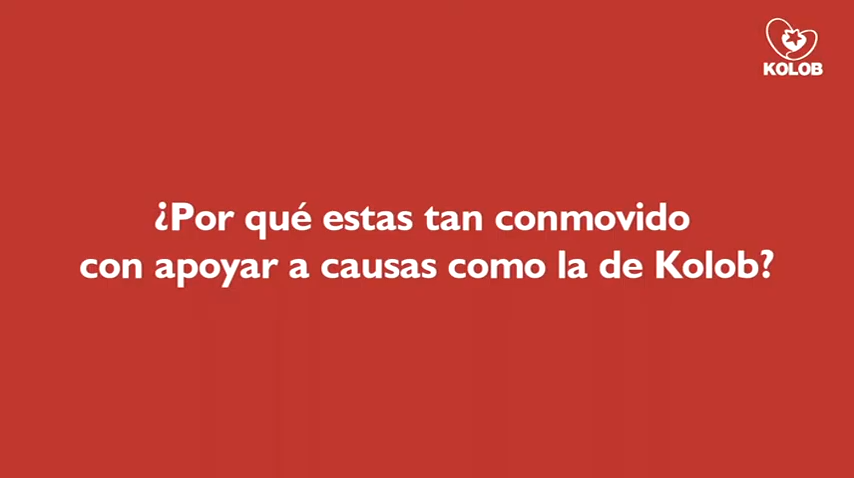 KOLOB
¿Por qué estas tan conmovido
con apoyar a causas como la de Kolob?